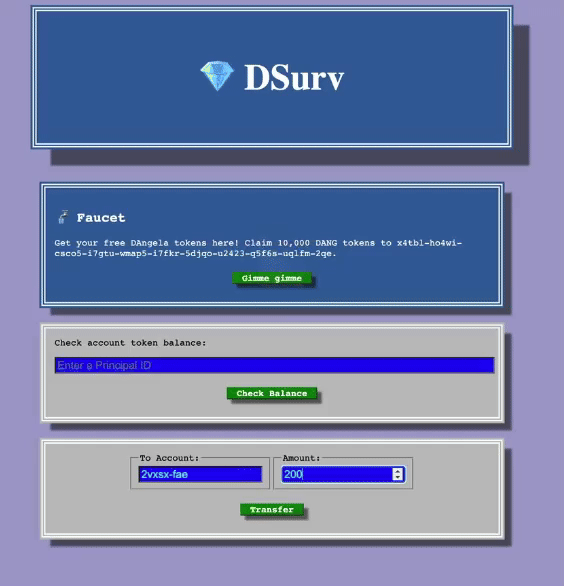 DSurv
Faucet
Get your free DAngela tokens here! Claim 10,000 DANG tokens to x4tbl-ho4wi-
csco5-i7gtu-wmap5-i7fkr-5djqo-u2423-q5f6s-uqlfm-2qe.
Gimme gimme
Check account token balance:
Enter a Principal ID
Check Balance
To Account: Amount:
2vxsx-fae 200
Transfer